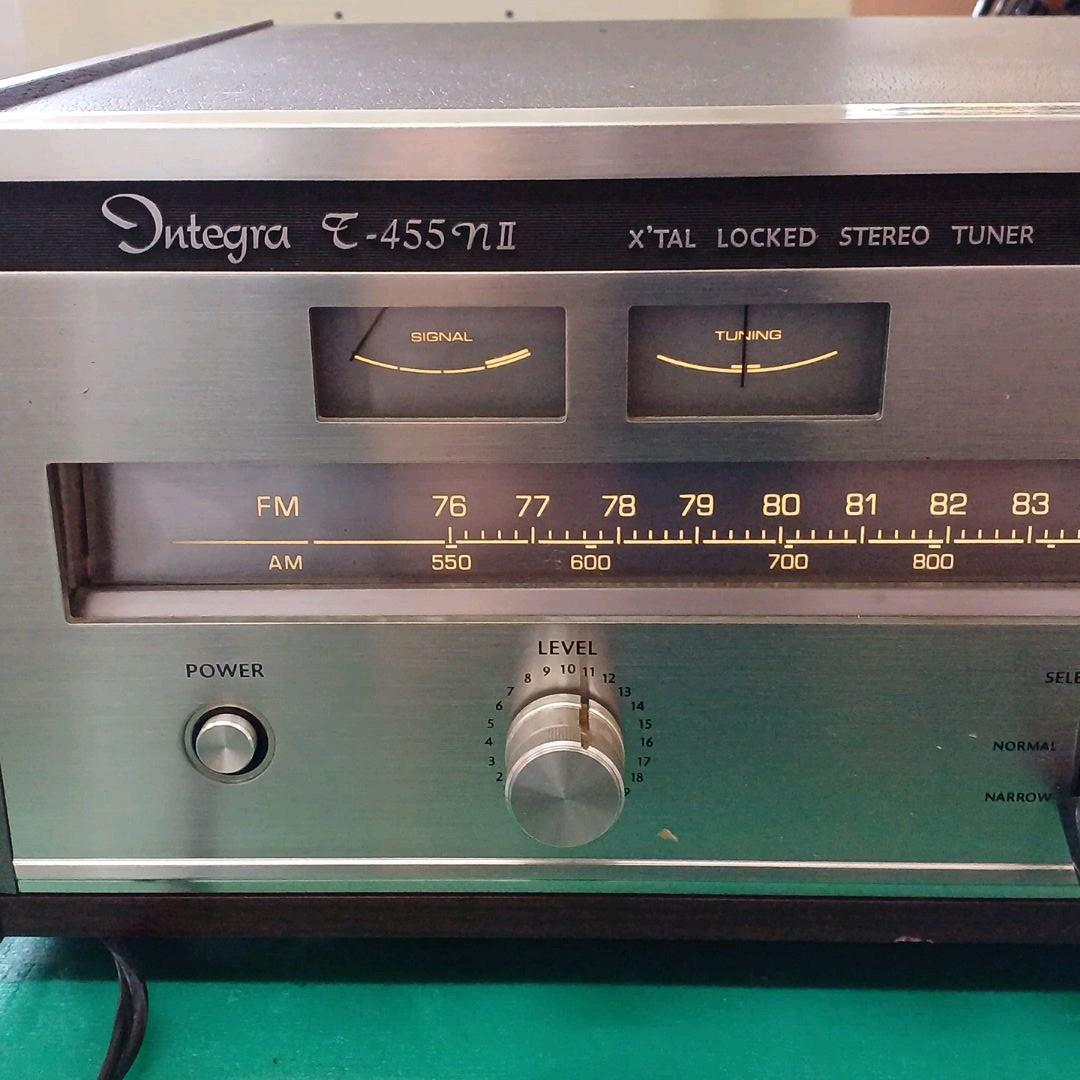 Integra T-455nII X'TAL LOCKED STEREO TUNER
SIGNAL TUNING
FM 76 77 78 79 80 81 82 83
AM 550 600 700 800
POWER
LEVEL
2 3 4 5 6 7 8 9 10 11 12 13 14 15 16 17 18
SELE
NORMAL
NARROW